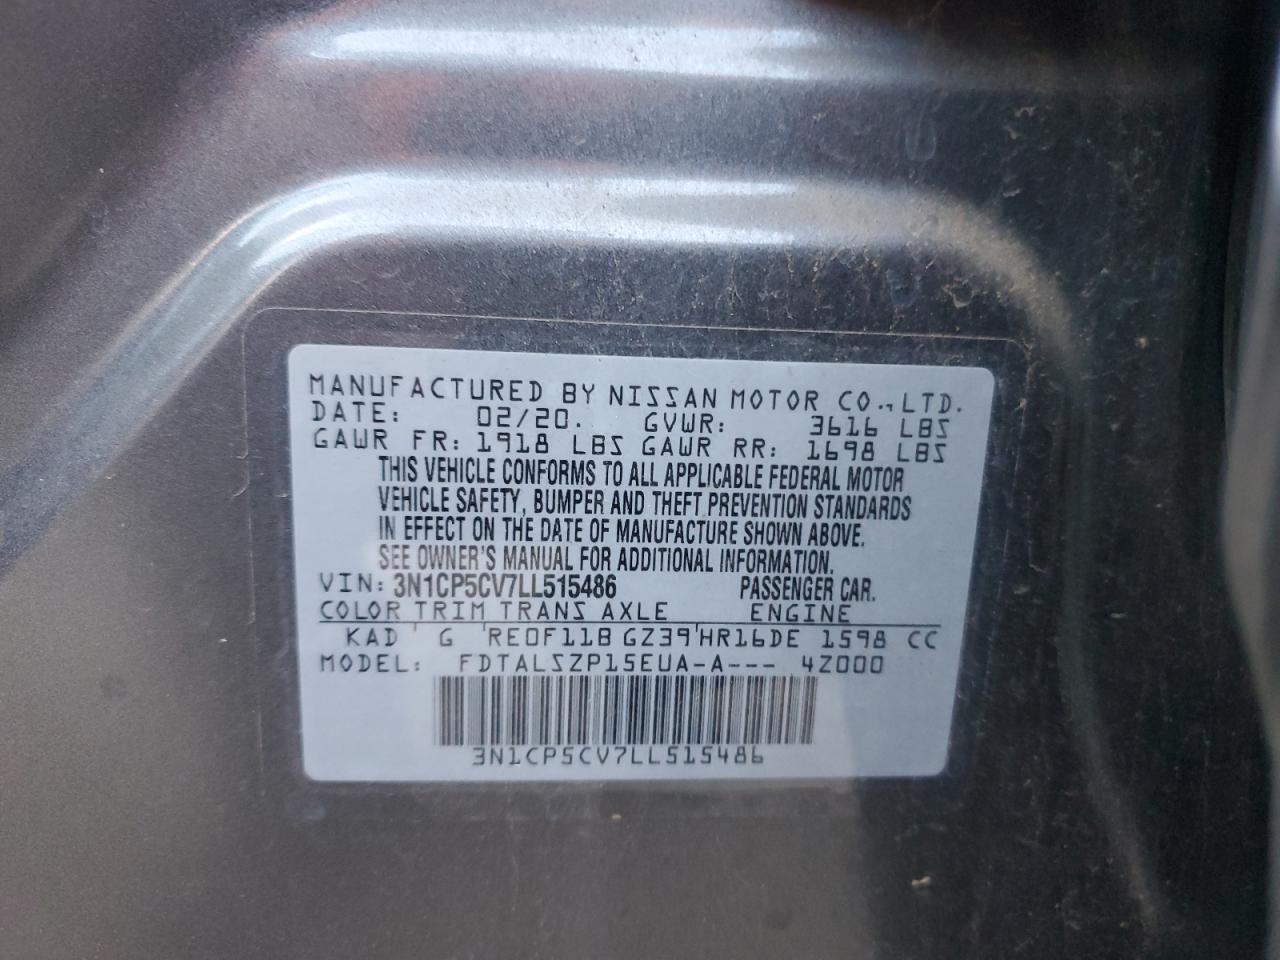 MANUFACTURED BY NISSAN MOTOR CO.,LTD.
DATE: 02/20. GVWR: 3616 LBS
GAWR FR: 1918 LBS GAWR RR: 1698 LBS
THIS VEHICLE CONFORMS TO ALL APPLICABLE FEDERAL MOTOR
VEHICLE SAFETY, BUMPER AND THEFT PREVENTION STANDARDS
IN EFFECT ON THE DATE OF MANUFACTURE SHOWN ABOVE.
SEE OWNER'S MANUAL FOR ADDITIONAL INFORMATION.
VIN: 3N1CP5CV7LL515486 PASSENGER CAR.
COLOR TRIM TRANS AXLE ENGINE
KAD G RE0F11B GZ39 HR16DE 1598 CC
MODEL: FDTALSZP15EUA-A--- 4Z000
3N1CP5CV7LL515486